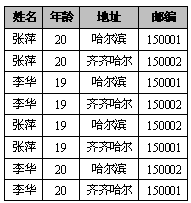 姓名 年龄 地址 邮编
张萍 20 哈尔滨 150001
张萍 20 齐齐哈尔 150002
李华 19 哈尔滨 150001
李华 19 齐齐哈尔 150002
张萍 19 哈尔滨 150002
张萍 19 齐齐哈尔 150001
李华 20 哈尔滨 150002
李华 20 齐齐哈尔 150001